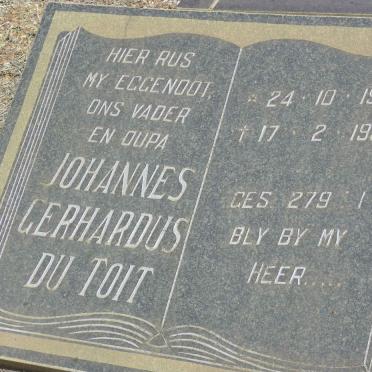 HIER RUS
MY EGGENOOT,
ONS VADER
EN OUPA
JOHANNES
GERHARDUS
DU TOIT
* 24 · 10 · 19
† 17 · 2 · 19
GES. 279 : 1
BLY BY MY
HEER.....